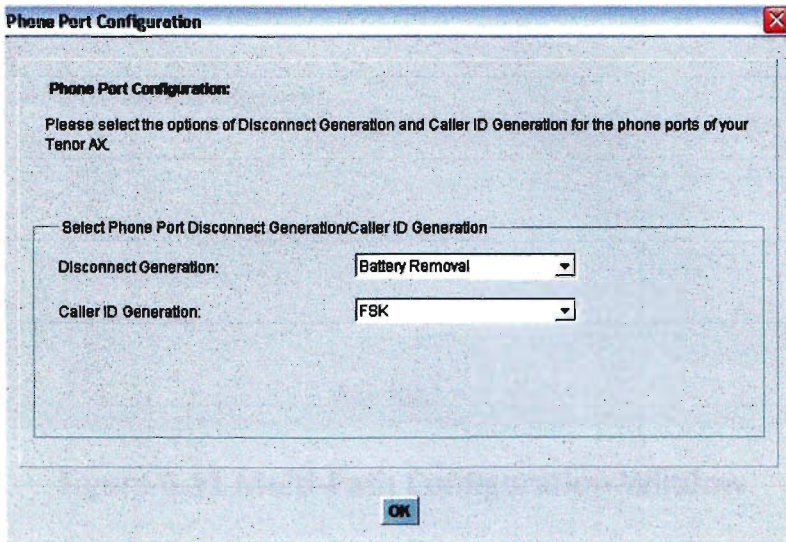 Phone Port Configuration
Phone Port Configuration:
Please select the options of Disconnect Generation and Caller ID Generation for the phone ports of your
Tenor AX.
Select Phone Port Disconnect Generation/Caller ID Generation
Disconnect Generation:
Battery Removal
Caller ID Generation:
FSK
OK